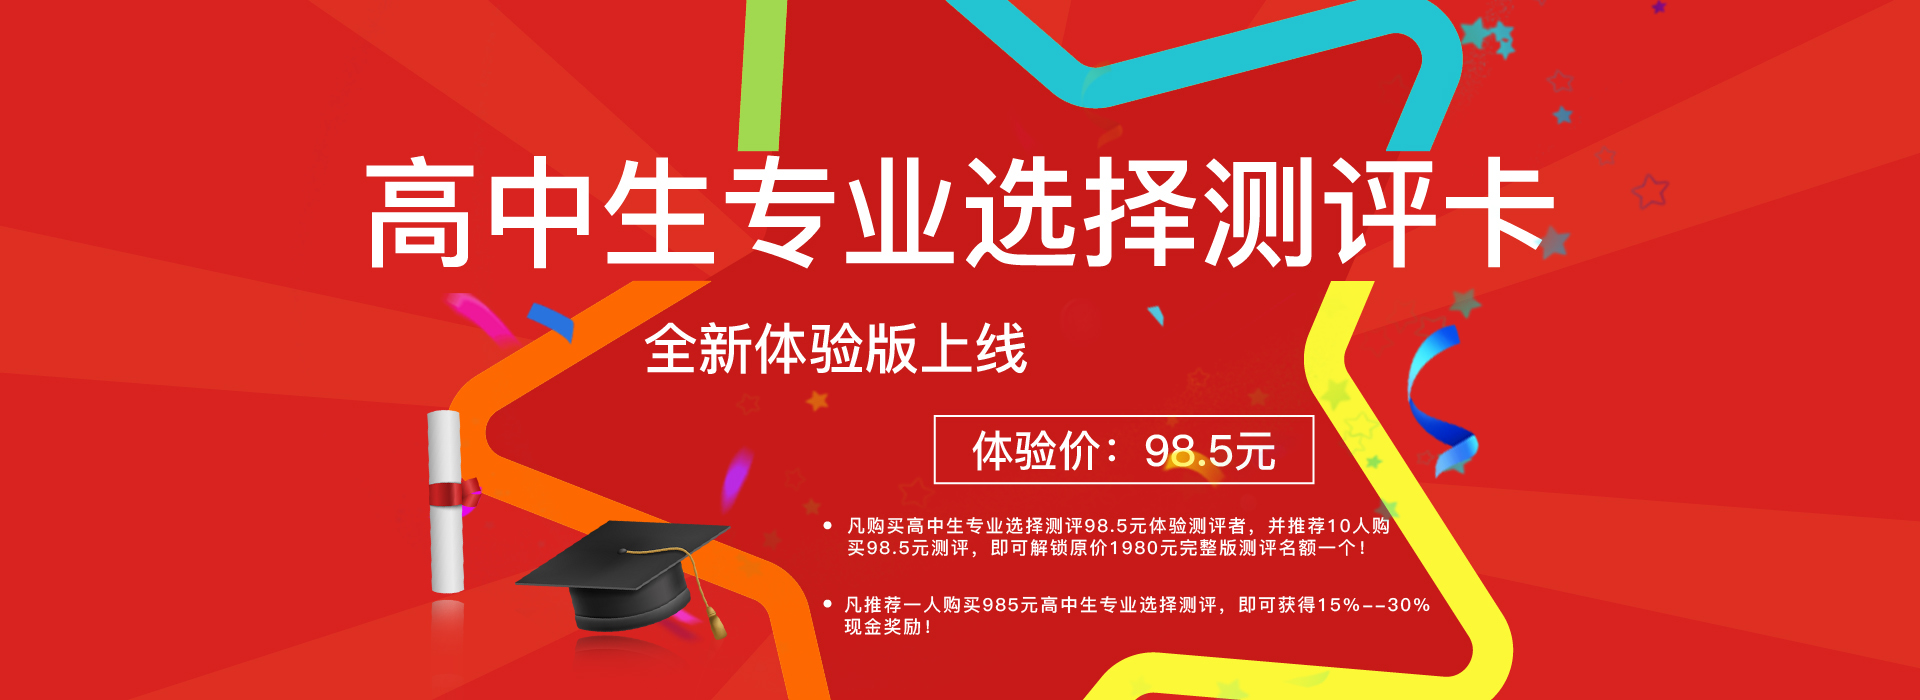 高中生专业选择测评卡
全新体验版上线
体验价：98.5元
凡购买高中生专业选择测评98.5元体验测评者，并推荐10人购
买98.5元测评，即可解锁原价1980元完整版测评名额一个！
凡推荐一人购买985元高中生专业选择测评，即可获得15%--30%
现金奖励！